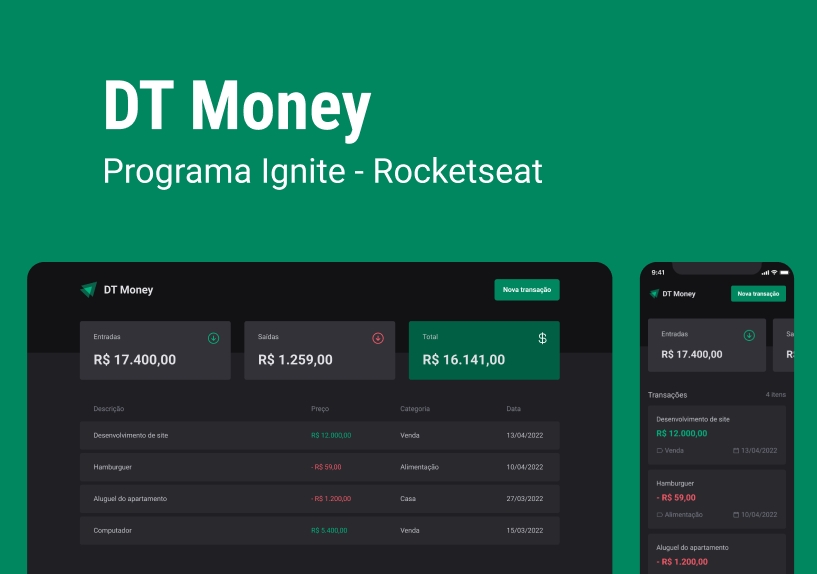 DT Money
Programa Ignite - Rocketseat
DT Money
Nova transação
Entradas
R$ 17.400,00
Saídas
R$ 1.259,00
Total
$
R$ 16.141,00
Descrição Preço Categoria Data
Desenvolvimento de site R$ 12.000,00 Venda 13/04/2022
Hamburguer - R$ 59,00 Alimentação 10/04/2022
Aluguel do apartamento - R$ 1.200,00 Casa 27/03/2022
Computador R$ 5.400,00 Venda 15/03/2022
9:41
DT Money
Nova transação
Entradas
R$ 17.400,00
Sa
R
Transações 4 itens
Desenvolvimento de site
R$ 12.000,00
Venda 13/04/2022
Hamburguer
- R$ 59,00
Alimentação 10/04/2022
Aluguel do apartamento
- R$ 1.200,00